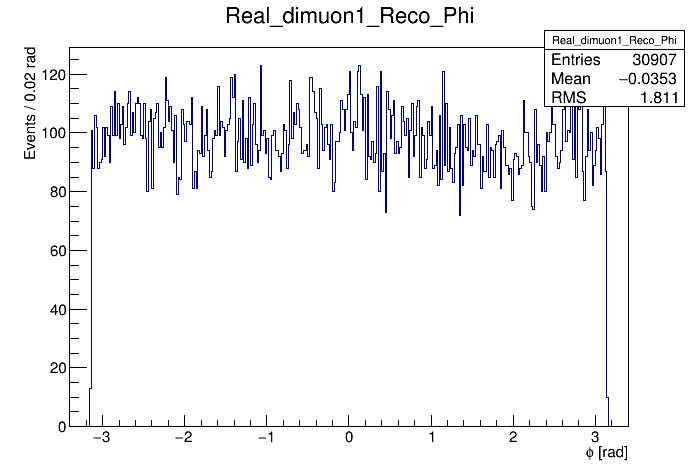 Real_dimuon1_Reco_Phi
Real_dimuon1_Reco_Phi
Entries 30907
Mean −0.0353
RMS 1.811
Events / 0.02 rad
120
100
80
60
40
20
0
−3 −2 −1 0 1 2 3
ϕ [rad]